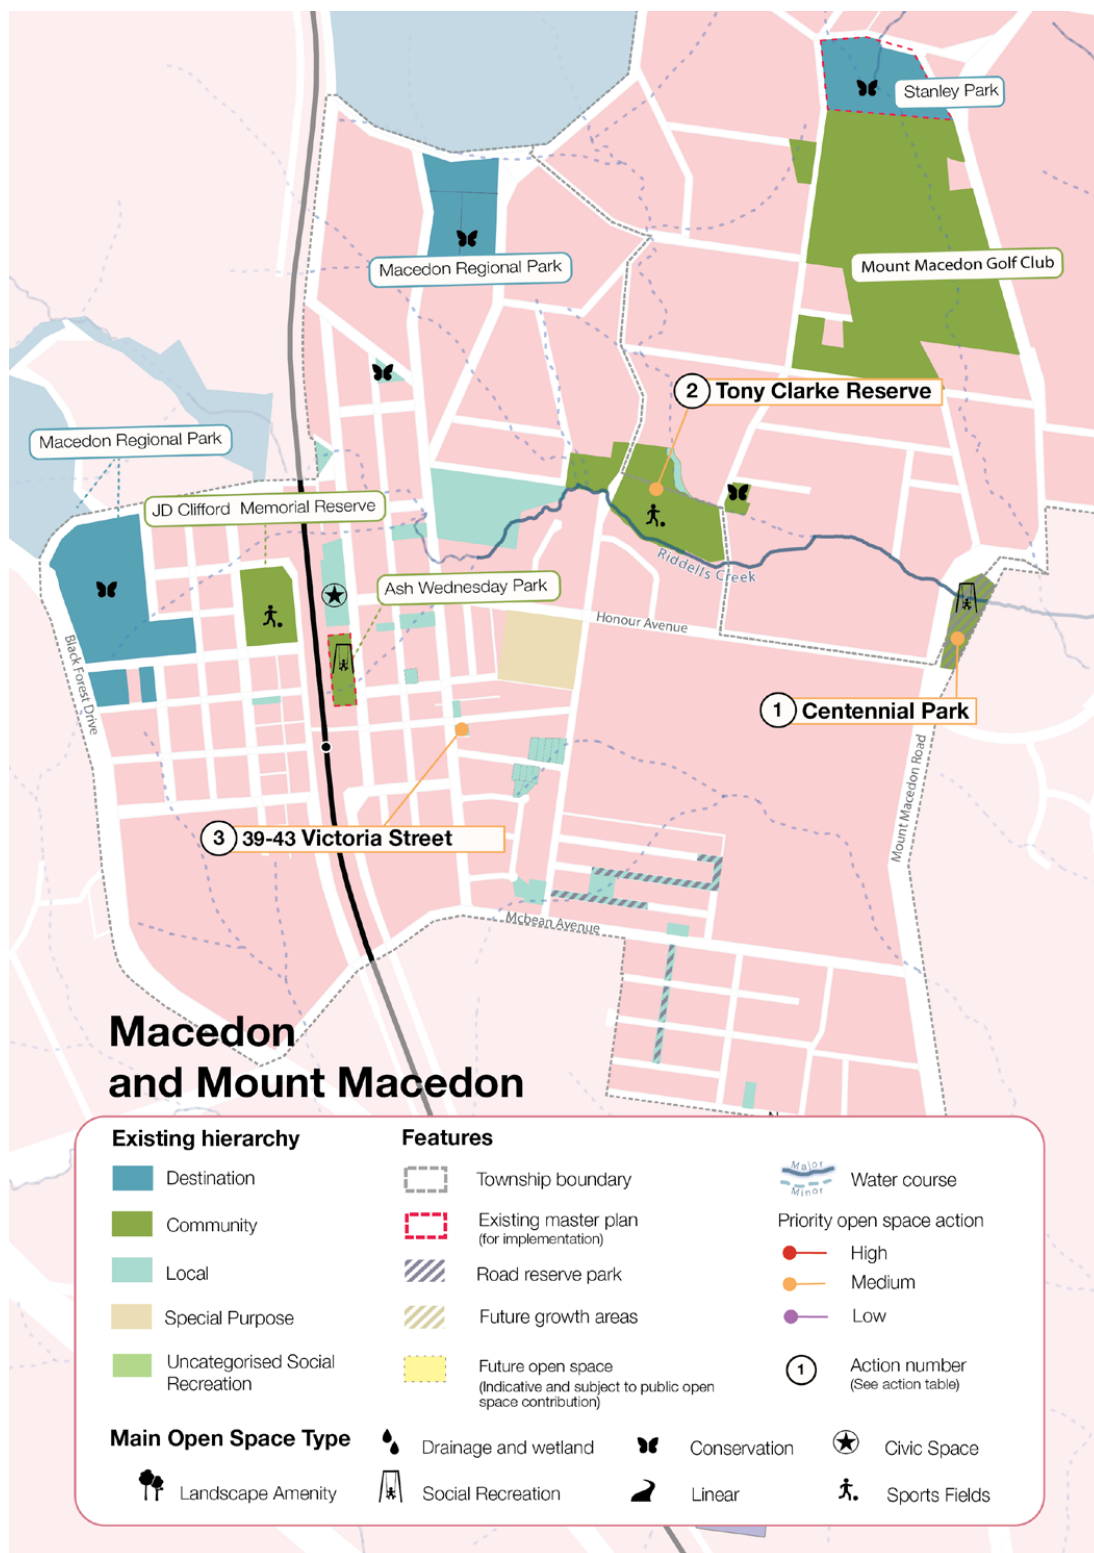 Stanley Park
Mount Macedon Golf Club
Macedon Regional Park
2 Tony Clarke Reserve
Macedon Regional Park
JD Clifford Memorial Reserve
Riddells Creek
Ash Wednesday Park
Honour Avenue
Black Forest Drive
1 Centennial Park
Mount Macedon Road
3 39-43 Victoria Street
Mcbean Avenue
Macedon
and Mount Macedon
Existing hierarchy
Destination
Community
Local
Special Purpose
Uncategorised Social
Recreation
Features
Township boundary
Existing master plan
(for implementation)
Road reserve park
Future growth areas
Future open space
(Indicative and subject to public open
space contribution)
Major
Minor
Water course
Priority open space action
High
Medium
Low
1 Action number
(See action table)
Main Open Space Type
Drainage and wetland
Conservation
Civic Space
Landscape Amenity
Social Recreation
Linear
Sports Fields